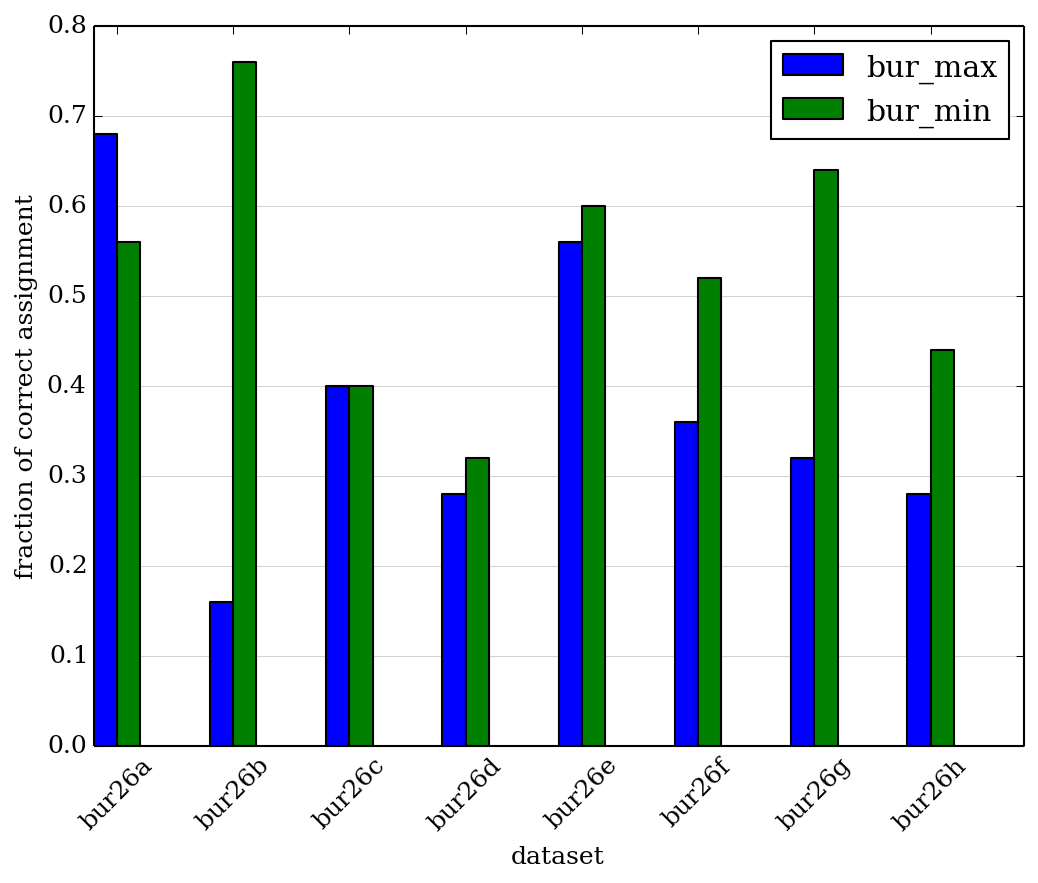 0.8
0.7
0.6
0.5
0.4
0.3
0.2
0.1
0.0
fraction of correct assignment
bur_max
bur_min
bur26a
bur26b
bur26c
bur26d
bur26e
bur26f
bur26g
bur26h
dataset